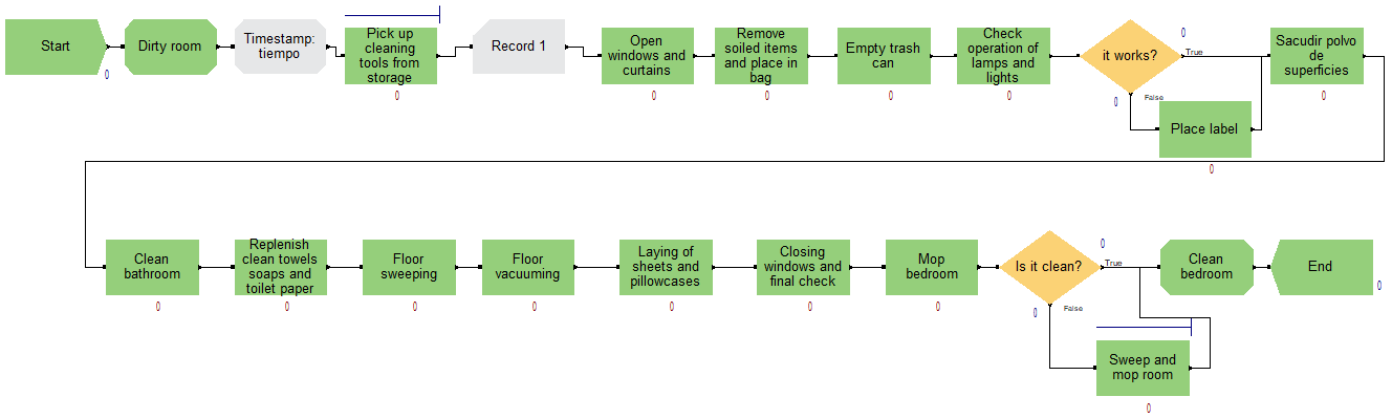 Start
Dirty room
Timestamp:
tiempo
Pick up
cleaning
tools from
storage
Record 1
Open
windows and
curtains
Remove
soiled items
and place in
bag
Empty trash
can
Check
operation of
lamps and
lights
it works?
True
False
Place label
Sacudir polvo
de
superficies
0
0
0
0
0
0
0
0
0
0
Clean
bathroom
Replenish
clean towels
soaps and
toilet paper
Floor
sweeping
Floor
vacuuming
Laying of
sheets and
pillowcases
Closing
windows and
final check
Mop
bedroom
Is it clean?
True
False
Sweep and
mop room
Clean
bedroom
End
0
0
0
0
0
0
0
0
0
0
0